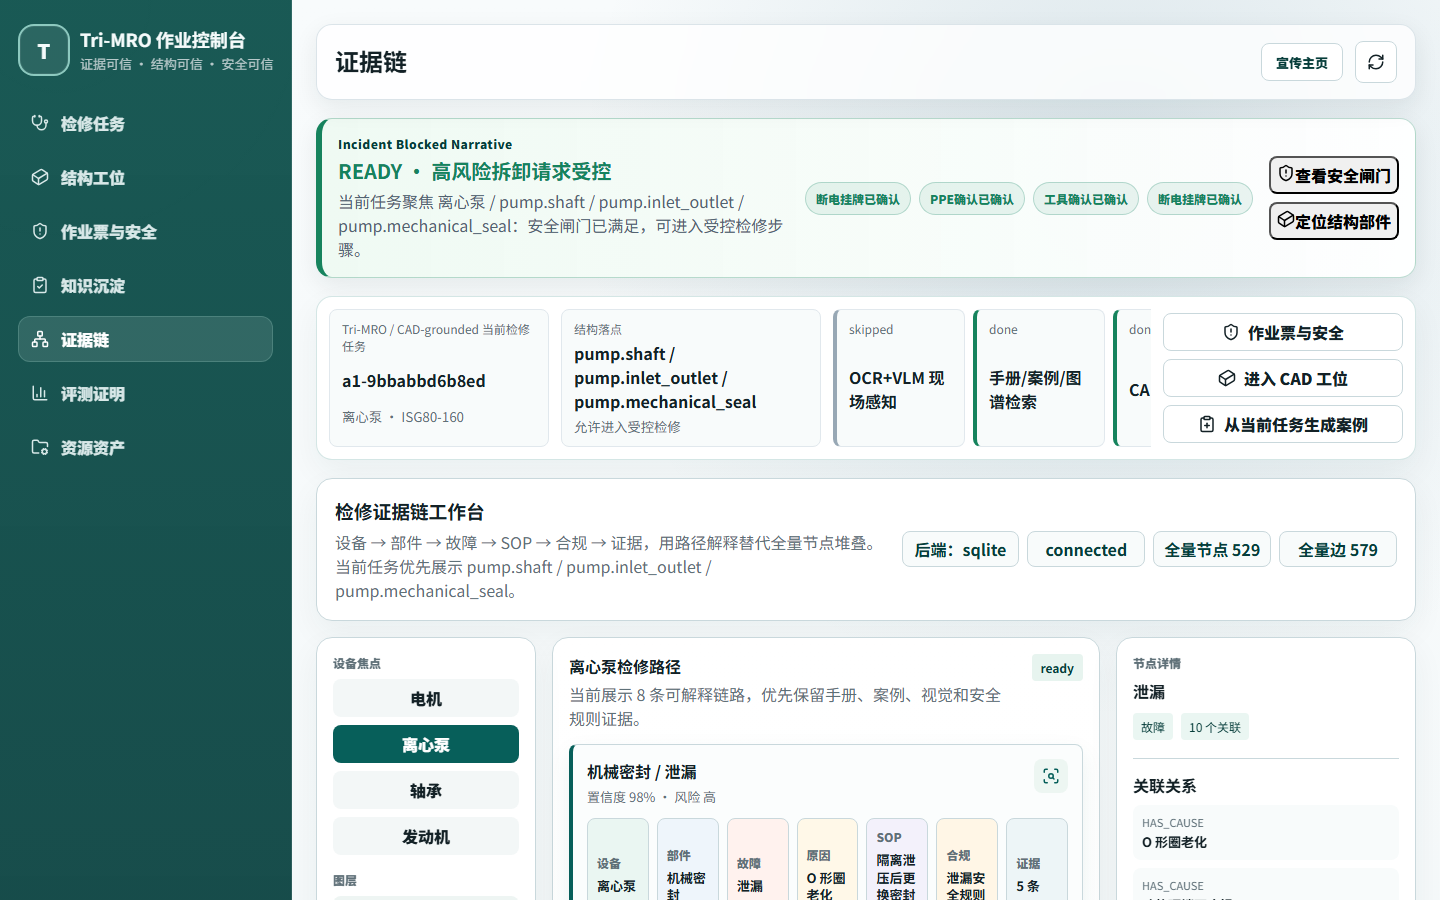 T
Tri-MRO 作业控制台
证据可信 • 结构可信 • 安全可信
检修任务
结构工位
作业票与安全
知识沉淀
证据链
评测证明
资源资产
证据链
宣传主页
Incident Blocked Narrative
READY • 高风险拆卸请求受控
当前任务聚焦 离心泵 / pump.shaft / pump.inlet_outlet /
pump.mechanical_seal：安全闸门已满足，可进入受控检修步
骤。
断电挂牌已确认
PPE确认已确认
工具确认已确认
断电挂牌已确认
查看安全闸门
定位结构部件
Tri-MRO / CAD-grounded 当前检修
任务
a1-9bbabbd6b8ed
离心泵 • ISG80-160
结构落点
pump.shaft /
pump.inlet_outlet /
pump.mechanical_seal
允许进入受控检修
skipped
OCR+VLM 现
场感知
done
手册/案例/图
谱检索
don
CA
作业票与安全
进入 CAD 工位
从当前任务生成案例
检修证据链工作台
设备 → 部件 → 故障 → SOP → 合规 → 证据，用路径解释替代全量节点堆叠。
当前任务优先展示 pump.shaft / pump.inlet_outlet /
pump.mechanical_seal。
后端：sqlite
connected
全量节点 529
全量边 579
设备焦点
电机
离心泵
轴承
发动机
图层
离心泵检修路径
ready
当前展示 8 条可解释链路，优先保留手册、案例、视觉和安全
规则证据。
机械密封 / 泄漏
置信度 98% • 风险 高
设备
离心泵
部件
机械密
封
故障
泄漏
原因
O 形圈
老化
SOP
隔离泄
压后更
换密封
合规
泄漏安
全规则
证据
5 条
节点详情
泄漏
故障
10 个关联
关联关系
HAS_CAUSE
O 形圈老化
HAS_CAUSE